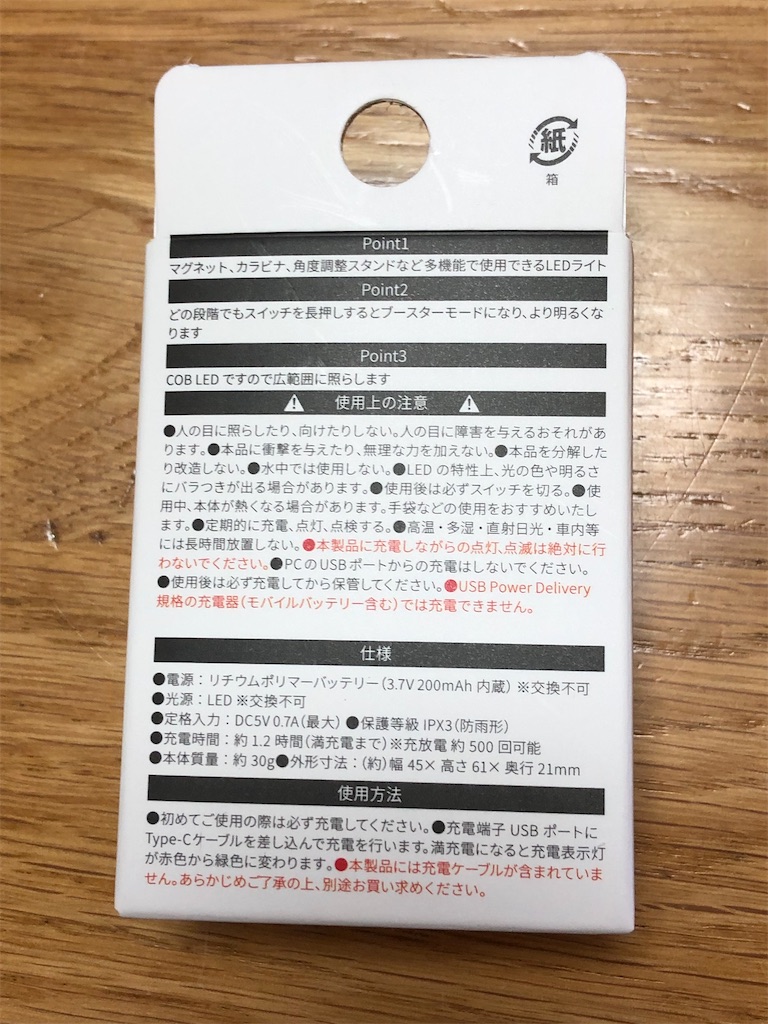 紙
箱
Point1
マグネット、カラビナ、角度調整スタンドなど多機能で使用できるLEDライト
Point2
どの段階でもスイッチを長押しするとブースターモードになり、より明るくな
ります
Point3
COB LED ですので広範囲に照らします
使用上の注意
●人の目に照らしたり、向けたりしない。人の目に障害を与えるおそれがあ
ります。●本品に衝撃を与えたり、無理な力を加えない。●本品を分解した
り改造しない。●水中では使用しない。●LED の特性上、光の色や明るさ
にバラつきが出る場合があります。●使用後は必ずスイッチを切る。●使
用中、本体が熱くなる場合があります。手袋などの使用をおすすめいたし
ます。●定期的に充電、点灯、点検する。●高温・多湿・直射日光・車内等
には長時間放置しない。●本製品に充電しながらの点灯、点滅は絶対に行
わないでください。●PCのUSBポートからの充電はしないでください。
●使用後は必ず充電してから保管してください。●USB Power Delivery
規格の充電器(モバイルバッテリー含む)では充電できません。
仕様
●電源：リチウムポリマーバッテリー(3.7V 200mAh 内蔵) ※交換不可
●光源：LED ※交換不可
●定格入力：DC5V 0.7A(最大) ●保護等級 IPX3(防雨形)
●充電時間：約 1.2 時間(満充電まで)※充放電 約 500 回可能
●本体質量：約 30g●外形寸法：(約)幅 45× 高さ 61× 奥行 21mm
使用方法
●初めてご使用の際は必ず充電してください。●充電端子 USB ポートに
Type-Cケーブルを差し込んで充電を行います。満充電になると充電表示灯
が赤色から緑色に変わります。●本製品には充電ケーブルが含まれていま
せん。あらかじめご了承の上、別途お買い求めください。